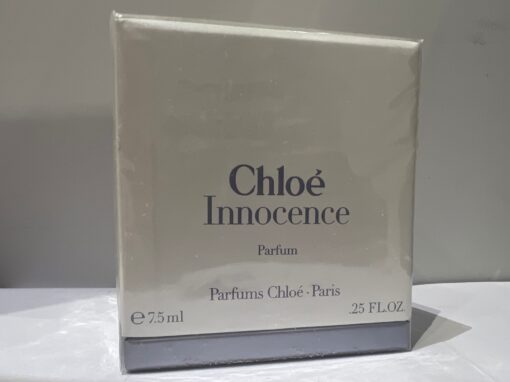 Chloé
Innocence
Parfum
Parfums Chloé · Paris
℮ 7.5 ml .25 FL.OZ.